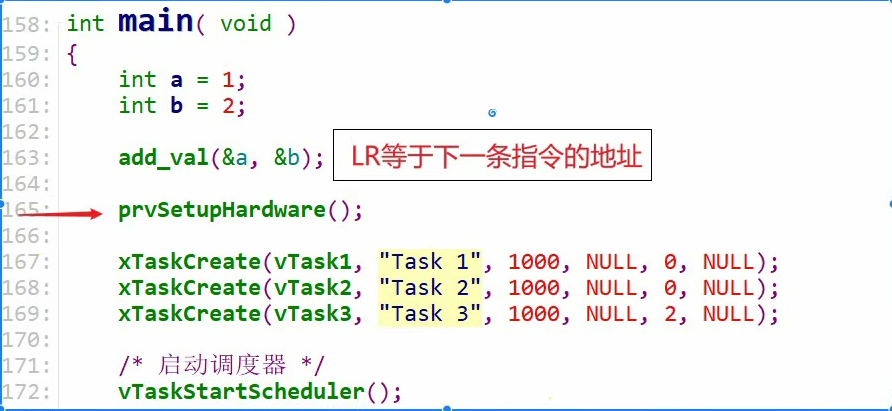 158: int main( void )
159: {
160: int a = 1;
161: int b = 2;
162:
163: add_val(&a, &b); LR等于下一条指令的地址
164:
165: prvSetupHardware();
166:
167: xTaskCreate(vTask1, "Task 1", 1000, NULL, 0, NULL);
168: xTaskCreate(vTask2, "Task 2", 1000, NULL, 0, NULL);
169: xTaskCreate(vTask3, "Task 3", 1000, NULL, 2, NULL);
170:
171: /* 启动调度器 */
172: vTaskStartScheduler();